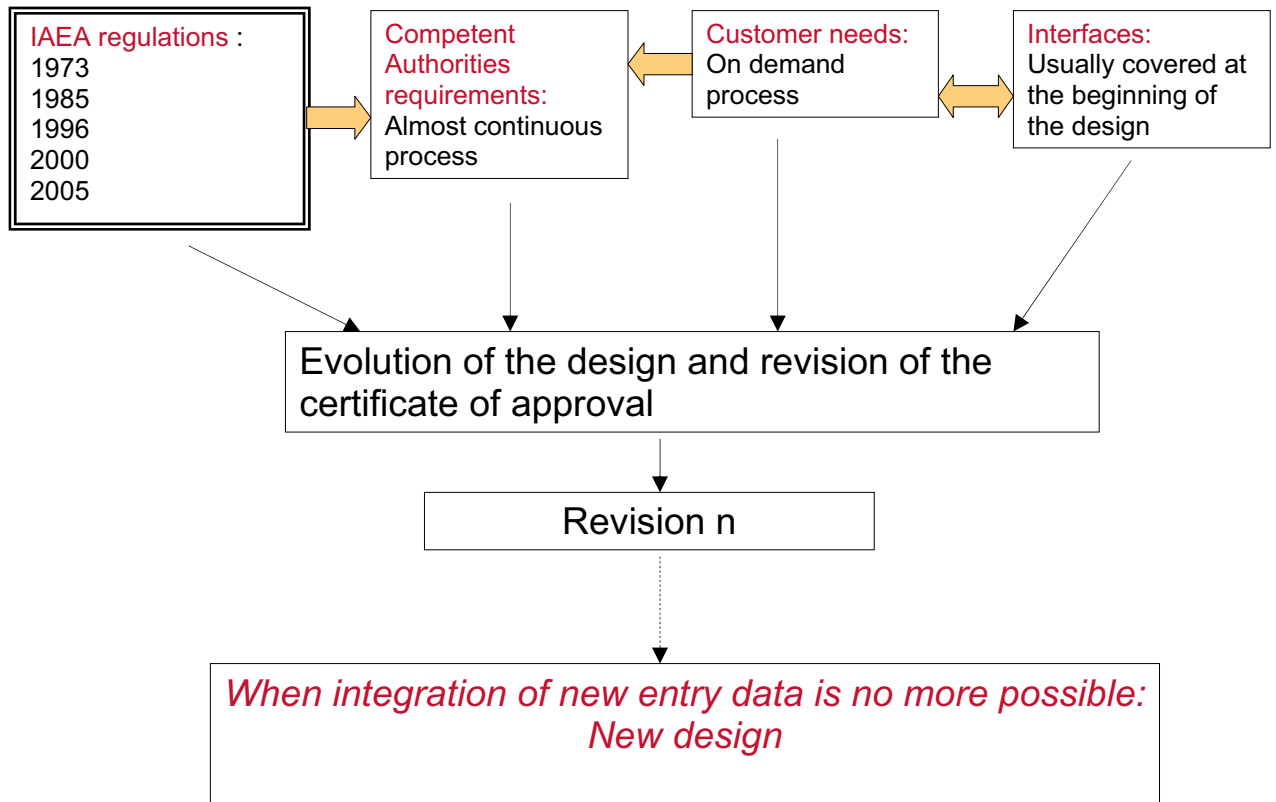 IAEA regulations :
1973
1985
1996
2000
2005
Competent
Authorities
requirements:
Almost continuous
process
Customer needs:
On demand
process
Interfaces:
Usually covered at
the beginning of
the design
Evolution of the design and revision of the
certificate of approval
Revision n
When integration of new entry data is no more possible:
New design